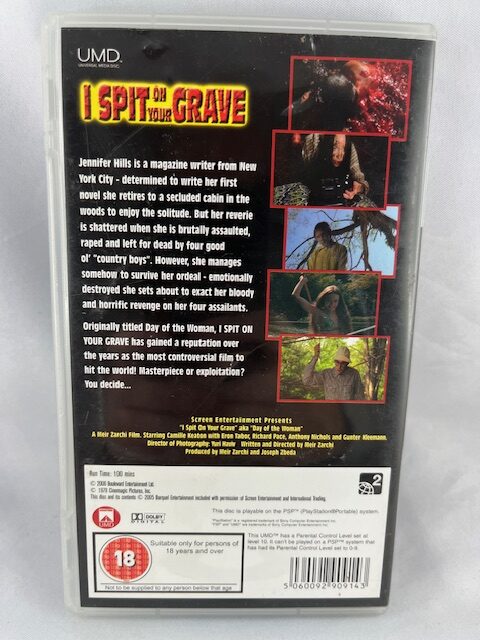 UMD™
UNIVERSAL MEDIA DISC
I SPIT ON YOUR GRAVE
Jennifer Hills is a magazine writer from New
York City - determined to write her first
novel she retires to a secluded cabin in the
woods to enjoy the solitude. But her reverie
is shattered when she is brutally assaulted,
raped and left for dead by four good
ol' "country boys". However, she manages
somehow to survive her ordeal - emotionally
destroyed she sets about to exact her bloody
and horrific revenge on her four assailants.
Originally titled Day of the Woman, I SPIT ON
YOUR GRAVE has gained a reputation over
the years as the most controversial film to
hit the world! Masterpiece or exploitation?
You decide...
Screen Entertainment Presents
"I Spit On Your Grave" aka "Day of the Woman"
A Meir Zarchi Film. Starring Camille Keaton with Eron Tabor, Richard Pace, Anthony Nichols and Gunter Kleemann.
Director of Photography: Yuri Haviv Written and Directed by Meir Zarchi
Produced by Meir Zarchi and Joseph Zbeda
Run Time: 100 mins
2
This disc is playable on the PSP™ (PlayStation®Portable) system.
UMD
DOLBY
DIGITAL
18
Suitable only for persons of
18 years and over
Not to be supplied to any person below that age
This UMD™ has a Parental Control Level set at
level 10. It can't be played on a PSP™ system that
has had its Parental Control Level set to 0-9.
5 060092 909143